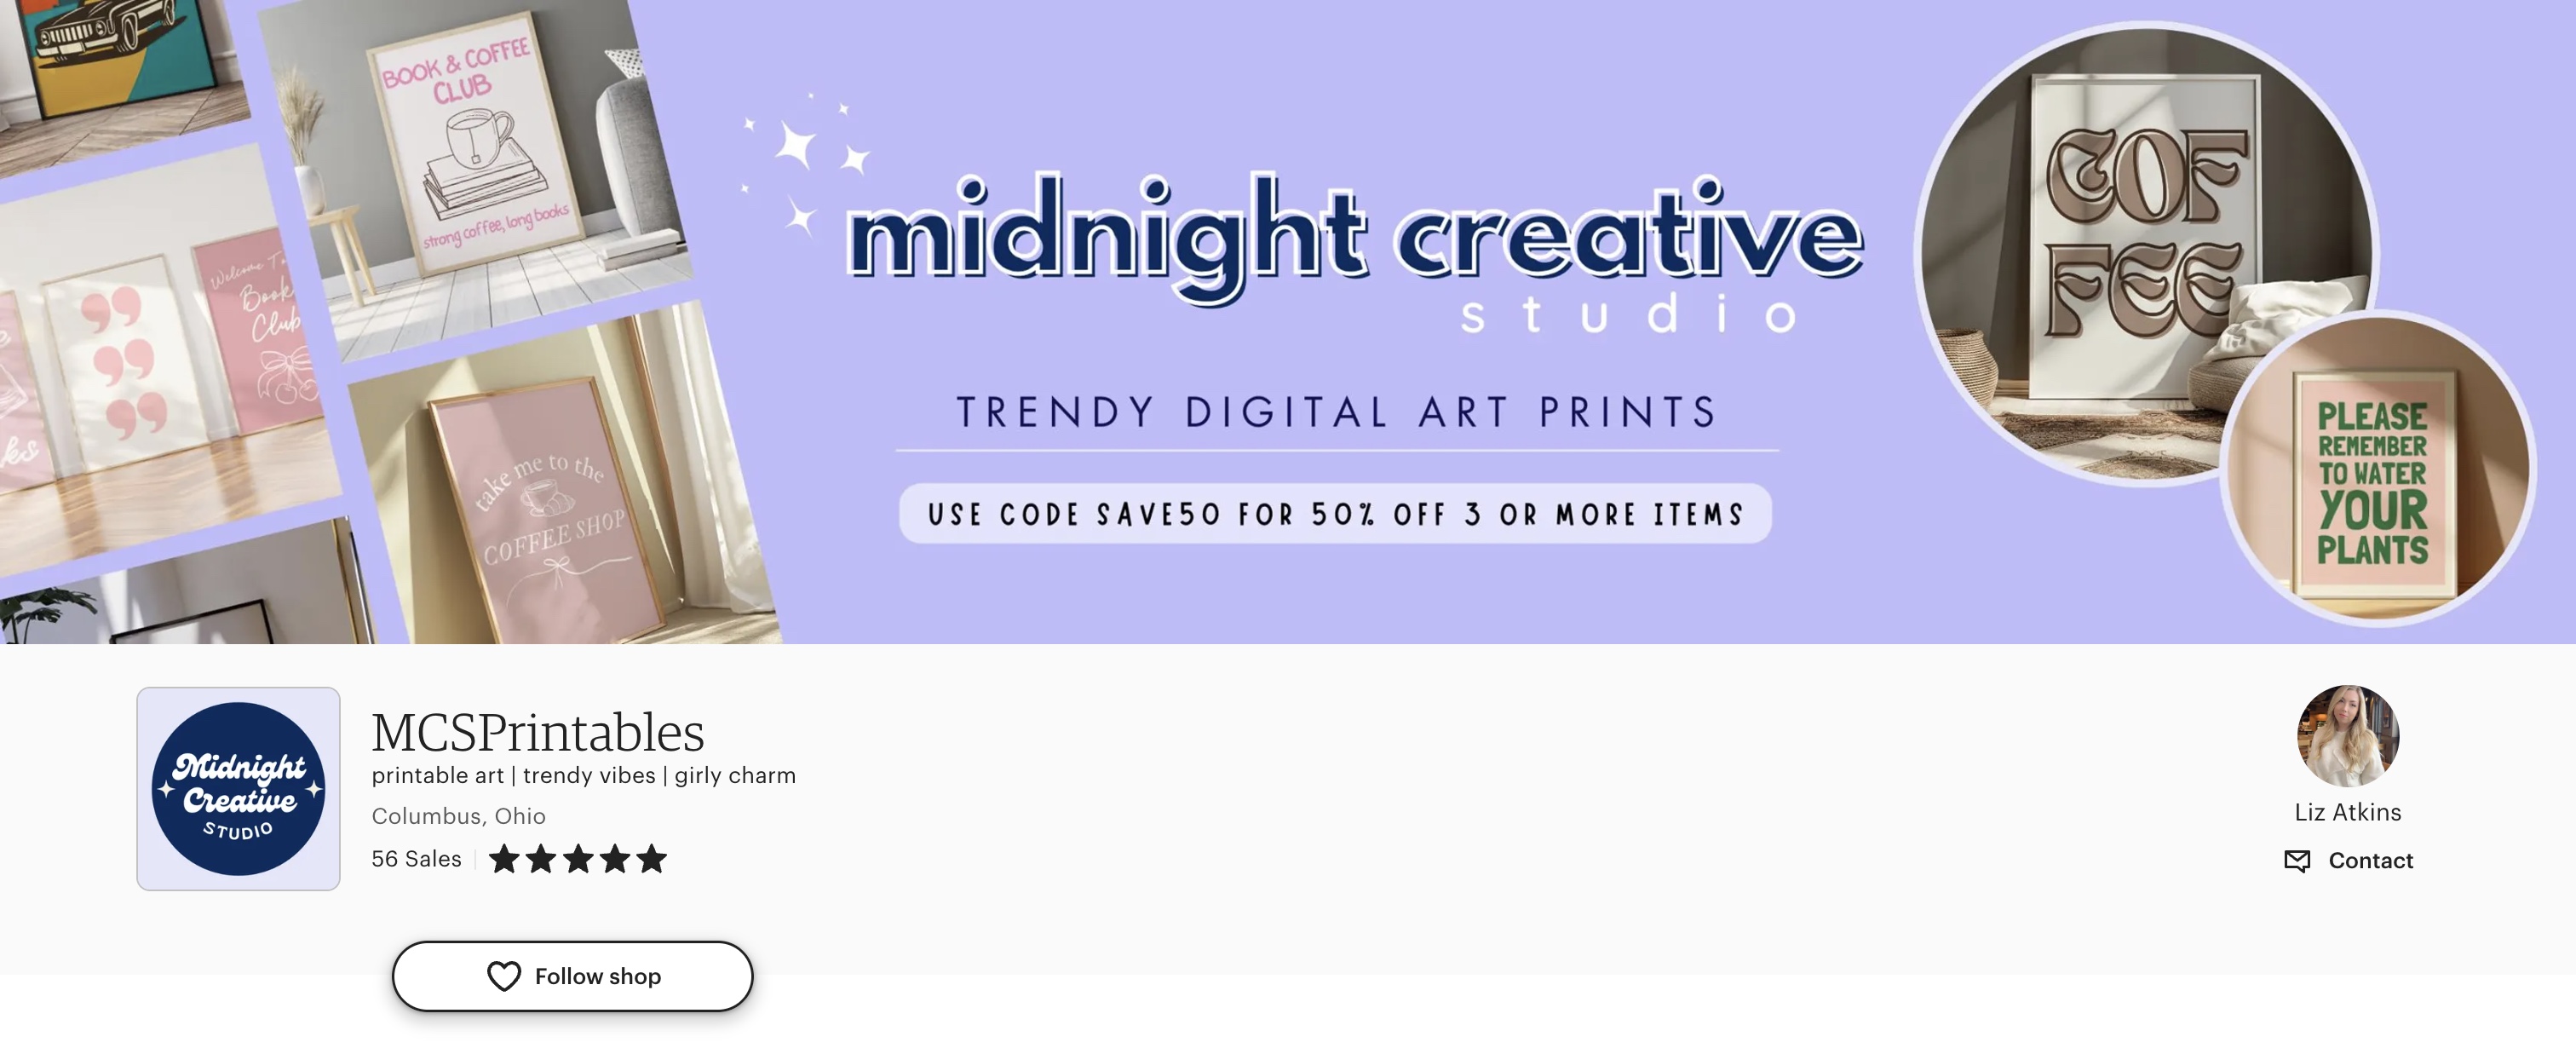 BOOK & COFFEE
CLUB
strong coffee, long books
Welcome To
Book
Club
take me to the
COFFEE SHOP
midnight creative
studio
TRENDY DIGITAL ART PRINTS
USE CODE SAVE50 FOR 50% OFF 3 OR MORE ITEMS
COF
FEE
PLEASE
REMEMBER
TO WATER
YOUR
PLANTS
Midnight
Creative
STUDIO
MCSPrintables
printable art | trendy vibes | girly charm
Columbus, Ohio
56 Sales
Liz Atkins
Contact
Follow shop